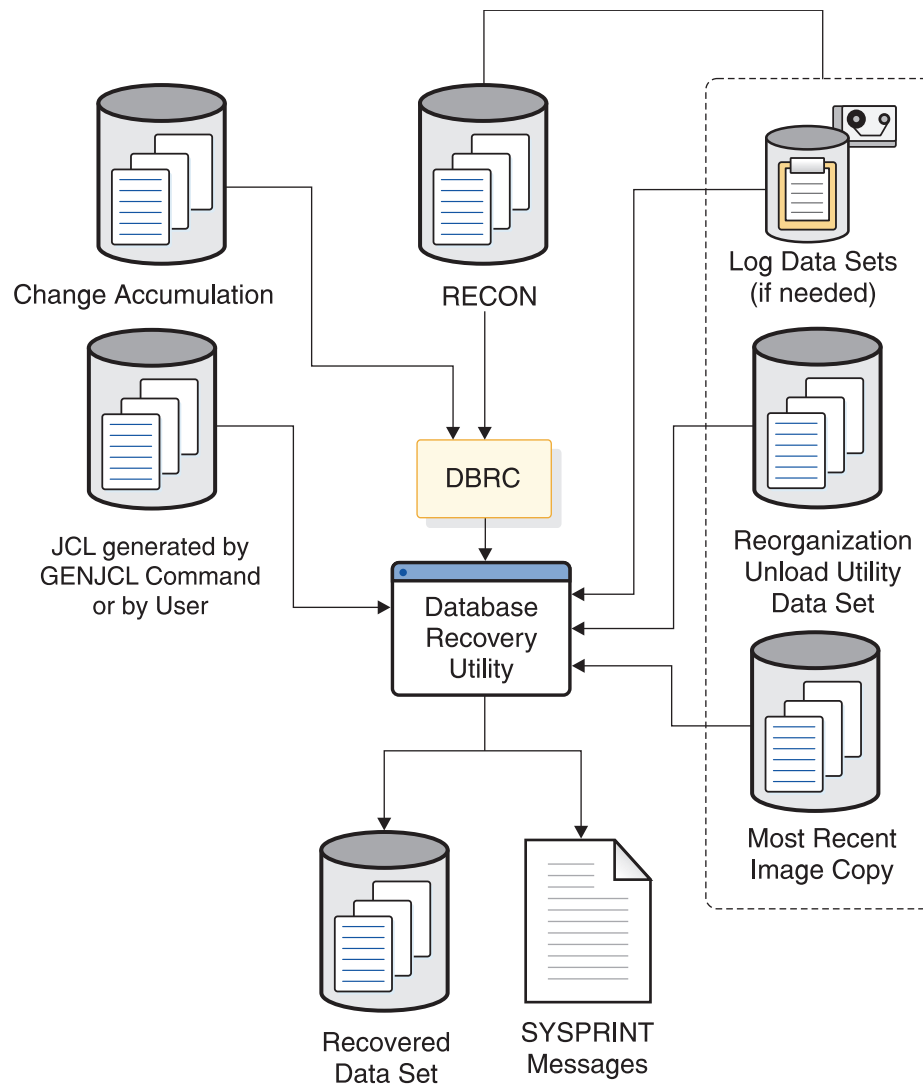 Change Accumulation
RECON
Log Data Sets
(if needed)
JCL generated by
GENJCL Command
or by User
DBRC
Reorganization
Unload Utility
Data Set
Database
Recovery
Utility
Most Recent
Image Copy
Recovered
Data Set
SYSPRINT
Messages